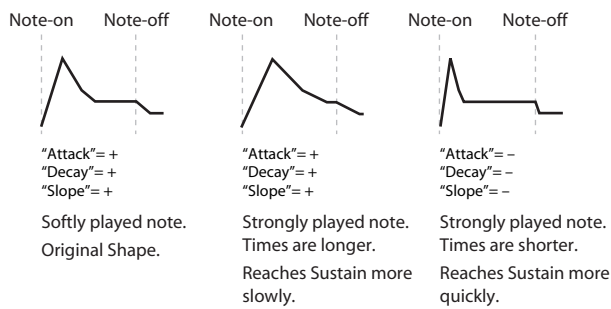 Note-on Note-off Note-on Note-off Note-on Note-off
“Attack”= +
“Decay”= +
“Slope”= +
Softly played note.
Original Shape.
“Attack”= +
“Decay”= +
“Slope”= +
Strongly played note.
Times are longer.
Reaches Sustain more
slowly.
“Attack”= –
“Decay”= –
“Slope”= –
Strongly played note.
Times are shorter.
Reaches Sustain more
quickly.